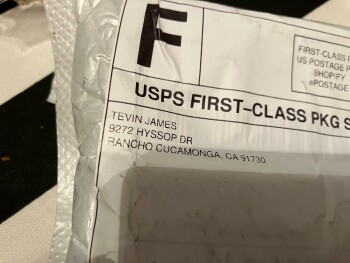 F
FIRST-CLASS
US POSTAGE
SHOPIFY
ePOSTAGE
USPS FIRST-CLASS PKG
TEVIN JAMES
9272 HYSSOP DR
RANCHO CUCAMONGA, CA 91730